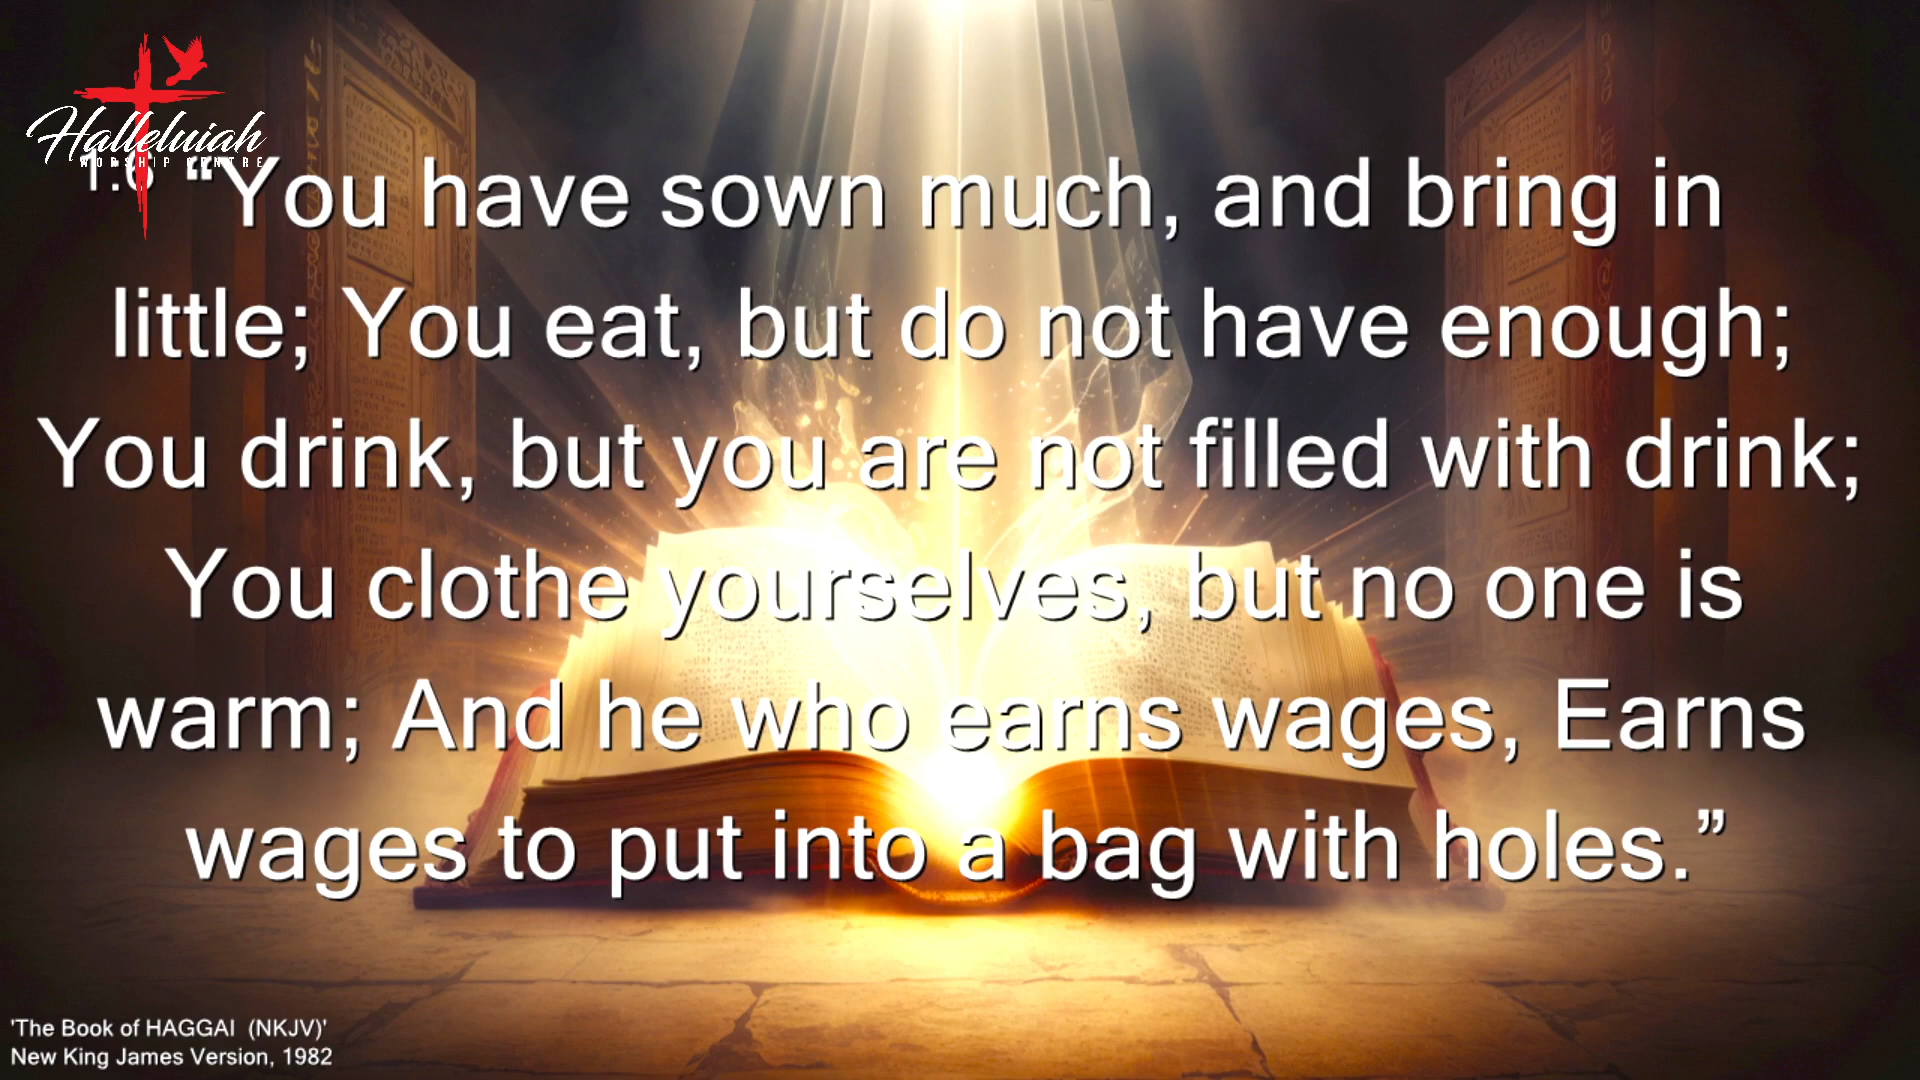 Halleluiah
WORSHIP CENTRE
1:6 “You have sown much, and bring in
little; You eat, but do not have enough;
You drink, but you are not filled with drink;
You clothe yourselves, but no one is
warm; And he who earns wages, Earns
wages to put into a bag with holes.”
'The Book of HAGGAI (NKJV)'
New King James Version, 1982